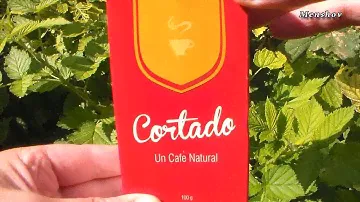 Menshov
Cortado
Un Café Natural
100 g